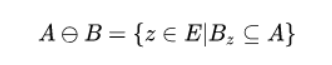 A ⊖ B = {z ∈ E|B_z ⊆ A}